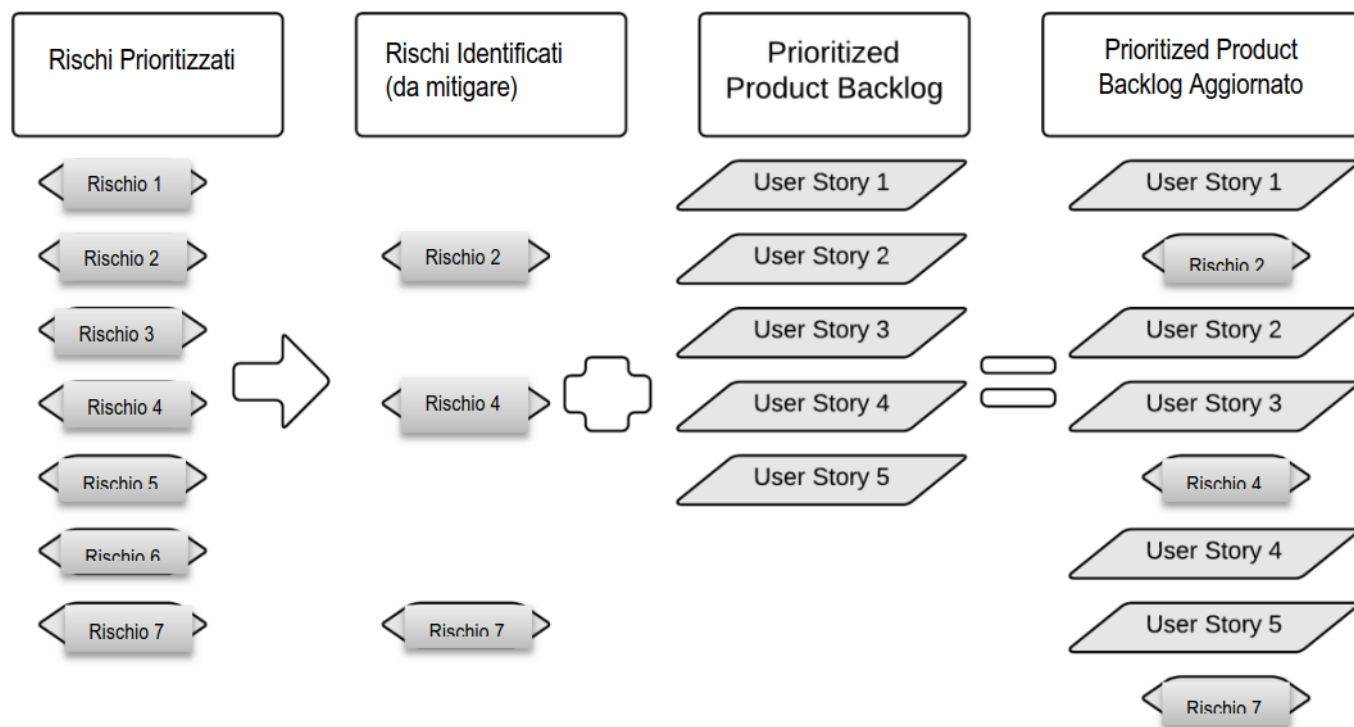 Rischi Prioritizzati
Rischio 1
Rischio 2
Rischio 3
Rischio 4
Rischio 5
Rischio 6
Rischio 7
Rischi Identificati
(da mitigare)
Rischio 2
Rischio 4
Rischio 7
Prioritized
Product Backlog
User Story 1
User Story 2
User Story 3
User Story 4
User Story 5
Prioritized Product
Backlog Aggiornato
User Story 1
Rischio 2
User Story 2
User Story 3
Rischio 4
User Story 4
User Story 5
Rischio 7